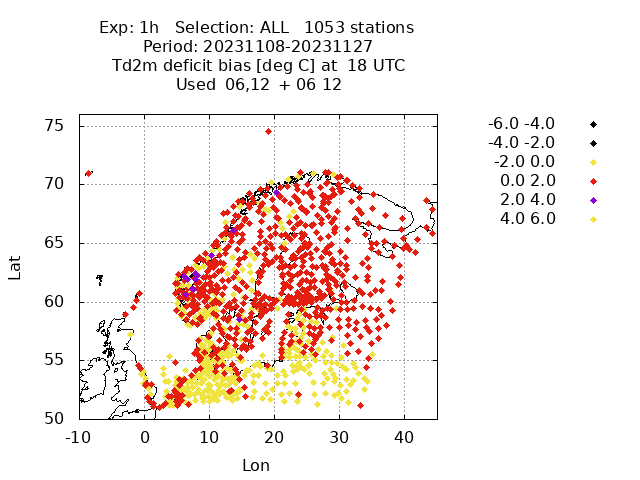 Exp: 1h   Selection: ALL   1053 stations
Period: 20231108-20231127
Td2m deficit bias [deg C] at  18 UTC
Used  06,12  + 06 12
-6.0 -4.0
-4.0 -2.0
-2.0 0.0
0.0 2.0
2.0 4.0
4.0 6.0
Lat
75
70
65
60
55
50
-10 0 10 20 30 40
Lon